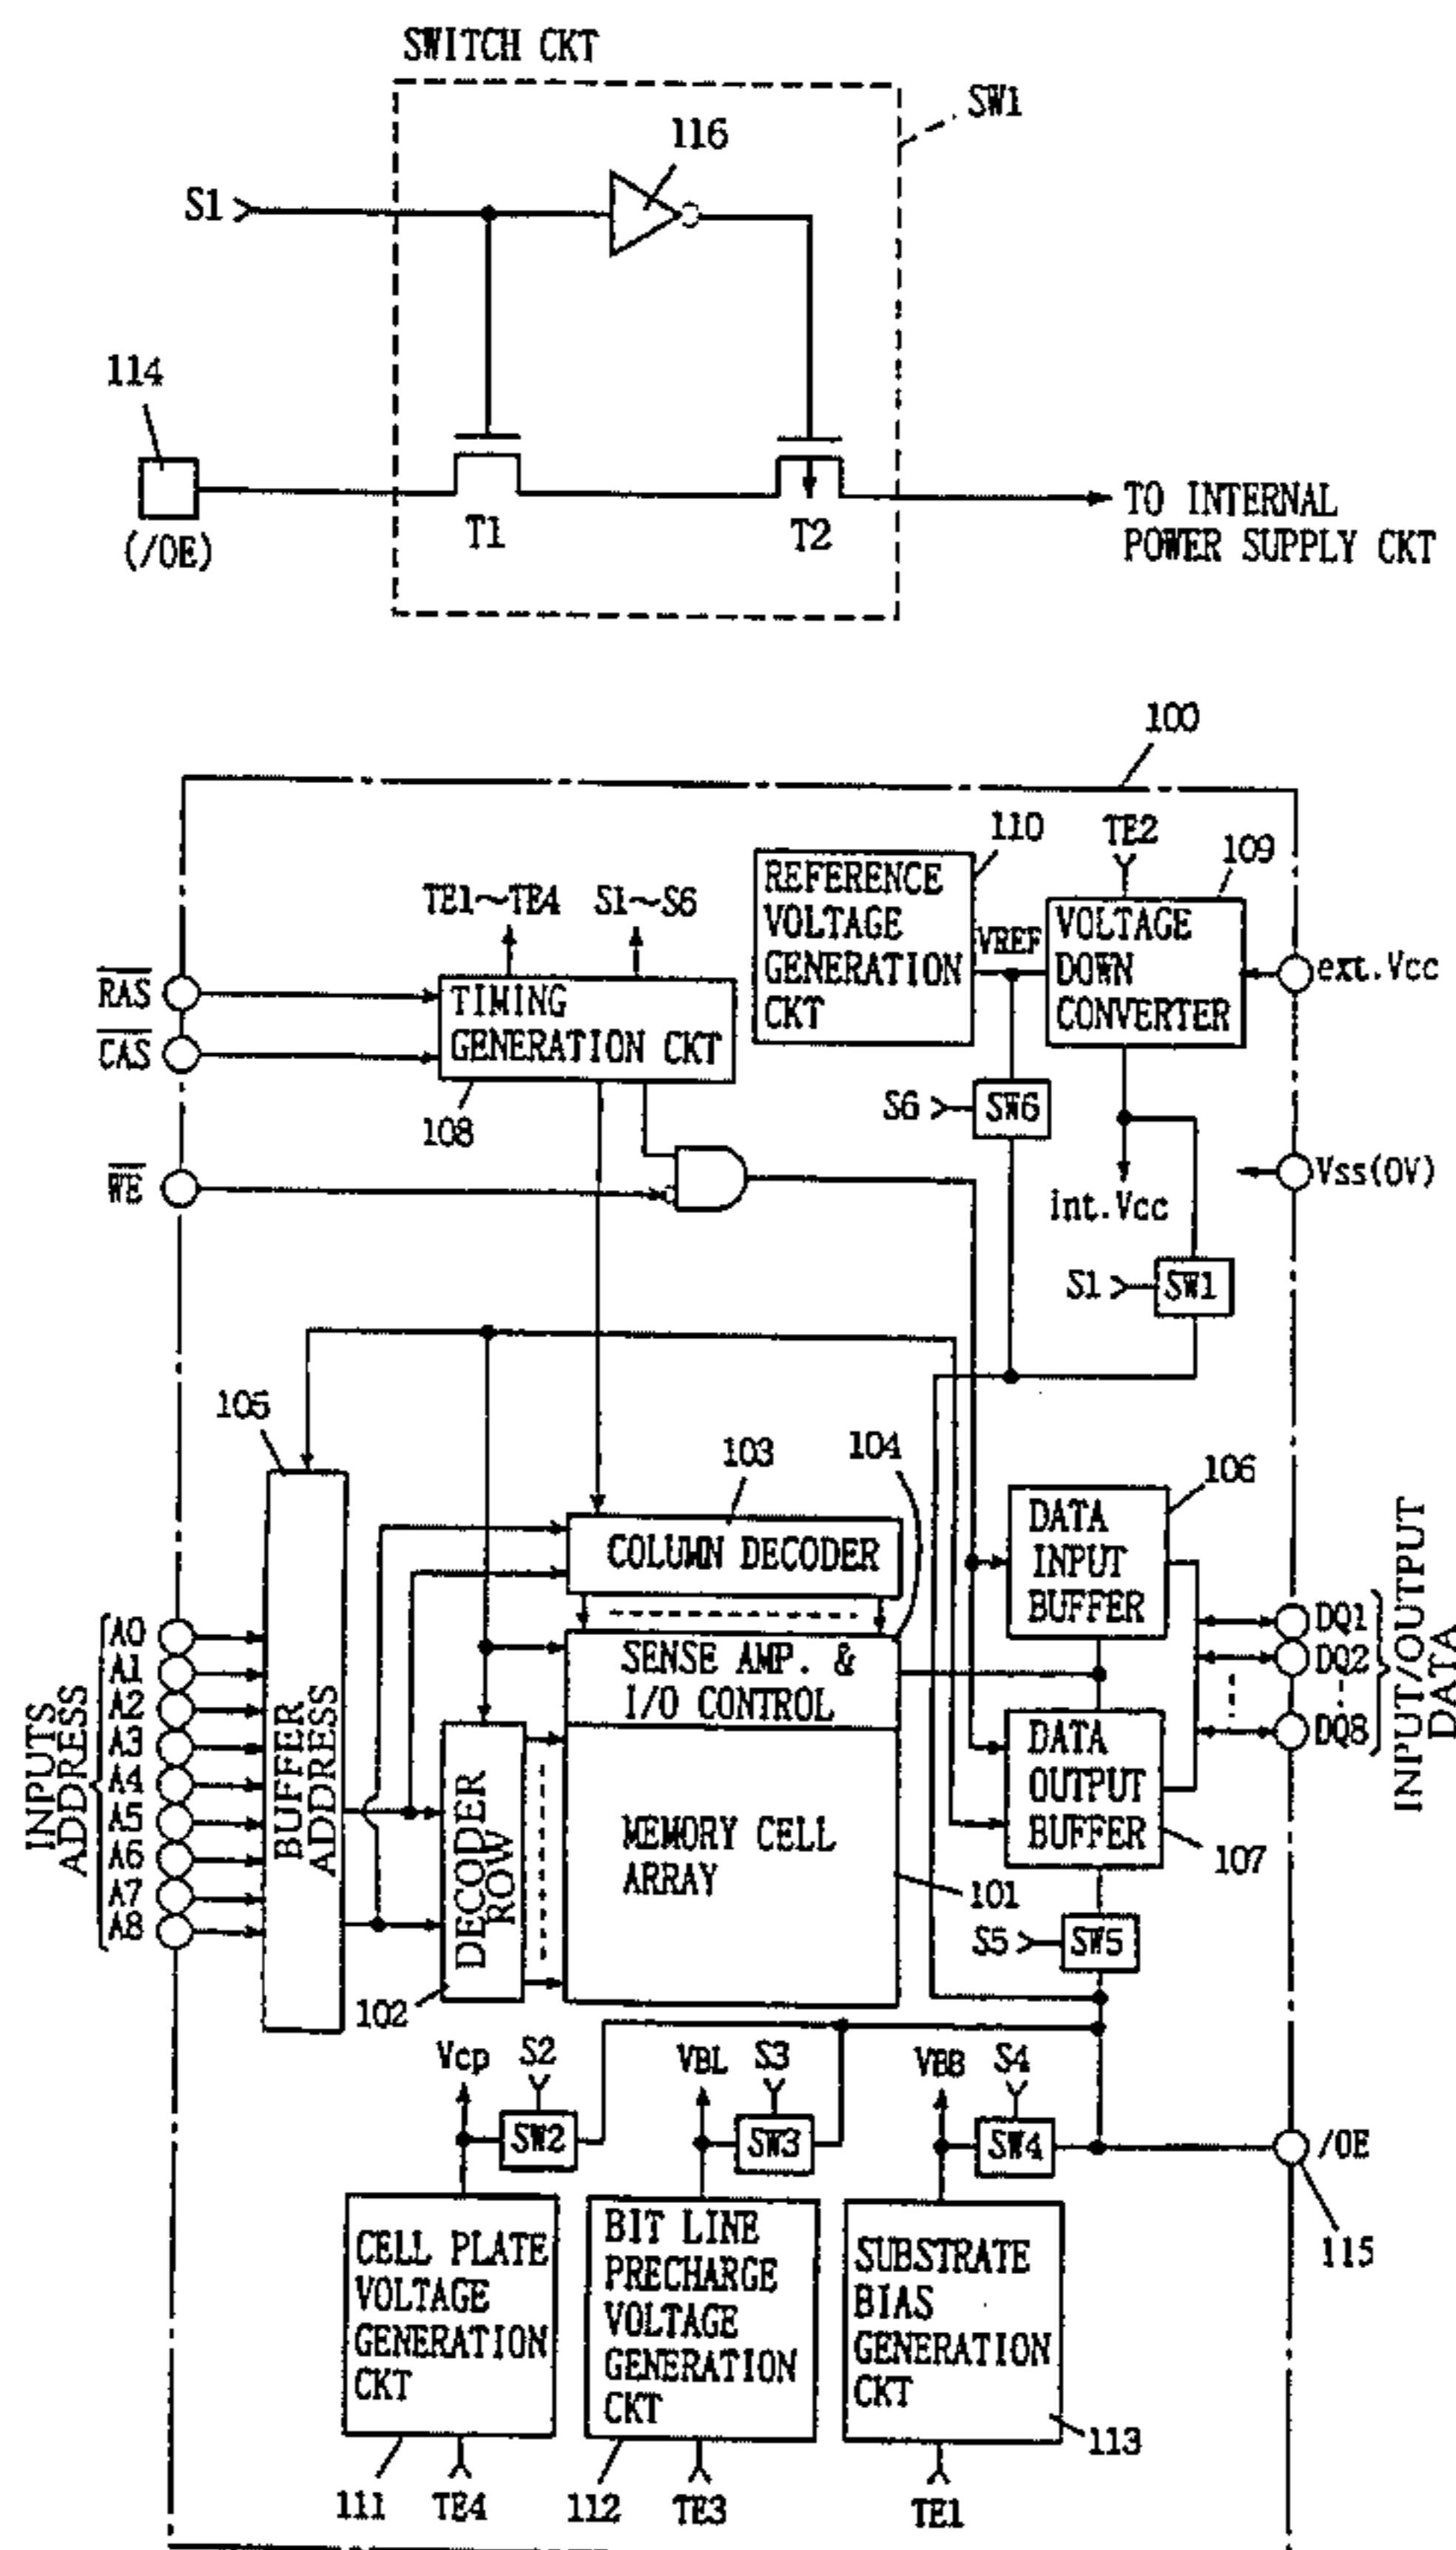 SWITCH CKT
SW1
116
S1
114
(/OE)
T1
T2
TO INTERNAL
POWER SUPPLY CKT
100
110
TE2
109
TE1~TE4
S1~S6
REFERENCE
VOLTAGE
GENERATION
CKT
VREF
VOLTAGE
DOWN
CONVERTER
ext.Vcc
RAS
CAS
TIMING
GENERATION CKT
108
S6
SW6
WE
Vss(0V)
int.Vcc
S1
SW1
105
103
104
106
COLUMN DECODER
DATA
INPUT
BUFFER
INPUTS
ADDRESS
A0
A1
A2
A3
A4
A5
A6
A7
A8
BUFFER
ADDRESS
SENSE AMP. &
I/O CONTROL
DQ1
DQ2
DQ8
INPUT/OUTPUT
DATA
DECODER
ROW
MEMORY CELL
ARRAY
DATA
OUTPUT
BUFFER
107
101
S5
SW5
102
Vcp
S2
VBL
S3
VBB
S4
SW2
SW3
SW4
/OE
115
CELL PLATE
VOLTAGE
GENERATION
CKT
BIT LINE
PRECHARGE
VOLTAGE
GENERATION
CKT
SUBSTRATE
BIAS
GENERATION
CKT
113
111
TE4
112
TE3
TE1